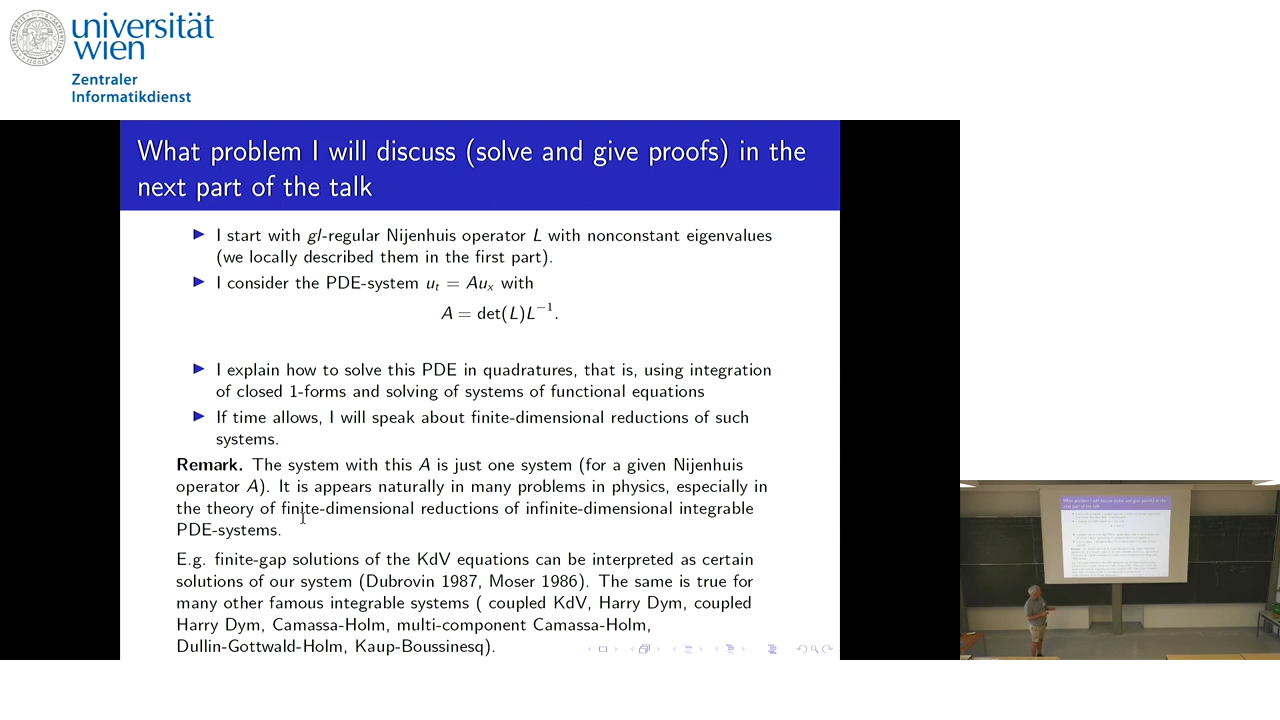 universität
wien
Zentraler
Informatikdienst
What problem I will discuss (solve and give proofs) in the
next part of the talk
▶ I start with gl-regular Nijenhuis operator L with nonconstant eigenvalues
(we locally described them in the first part).
▶ I consider the PDE-system u_t = Au_x with
A = det(L)L^{−1}.
▶ I explain how to solve this PDE in quadratures, that is, using integration
of closed 1-forms and solving of systems of functional equations
▶ If time allows, I will speak about finite-dimensional reductions of such
systems.
Remark. The system with this A is just one system (for a given Nijenhuis
operator A). It is appears naturally in many problems in physics, especially in
the theory of finite-dimensional reductions of infinite-dimensional integrable
PDE-systems.
E.g. finite-gap solutions of the KdV equations can be interpreted as certain
solutions of our system (Dubrovin 1987, Moser 1986). The same is true for
many other famous integrable systems ( coupled KdV, Harry Dym, coupled
Harry Dym, Camassa-Holm, multi-component Camassa-Holm,
Dullin-Gottwald-Holm, Kaup-Boussinesq).